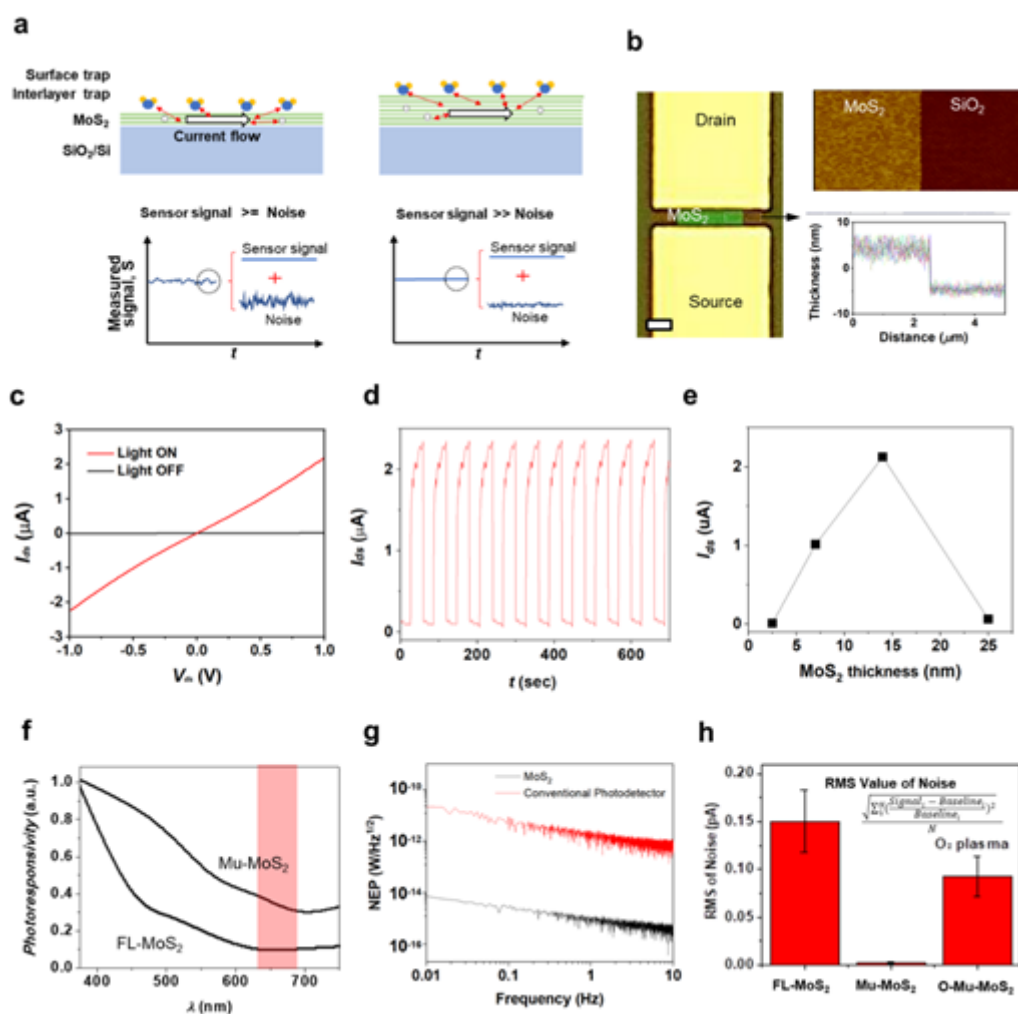 a
Surface trap
Interlayer trap
MoS₂
SiO₂/Si
Current flow
Sensor signal >= Noise
Sensor signal >> Noise
Measured
signal, S
Sensor signal
+
Noise
t
Sensor signal
+
Noise
t
b
Drain
MoS₂
Source
MoS₂
SiO₂
Thickness
(nm)
10
0
-10
0
2
4
Distance (μm)
c
Light ON
Light OFF
I_ds (μA)
3
2
1
0
-1
-2
-3
-1.0 -0.5 0.0 0.5 1.0
V_ds (V)
d
I_ds (μA)
2
1
0
0 200 400 600
t (sec)
e
I_ds (uA)
3
2
1
0
0 5 10 15 20 25
MoS₂ thickness (nm)
f
Photoresponsivity (a.u.)
1.0
0.8
0.6
0.4
0.2
0.0
Mu-MoS₂
FL-MoS₂
400 500 600 700
λ (nm)
g
MoS₂
Conventional Photodetector
NEP (W/Hz^1/2)
10^-10
10^-12
10^-14
10^-16
0.01 0.1 1 10
Frequency (Hz)
h
RMS Value of Noise
O₂ plasma
RMS of Noise (pA)
0.20
0.15
0.10
0.05
0.00
FL-MoS₂ Mu-MoS₂ O-Mu-MoS₂